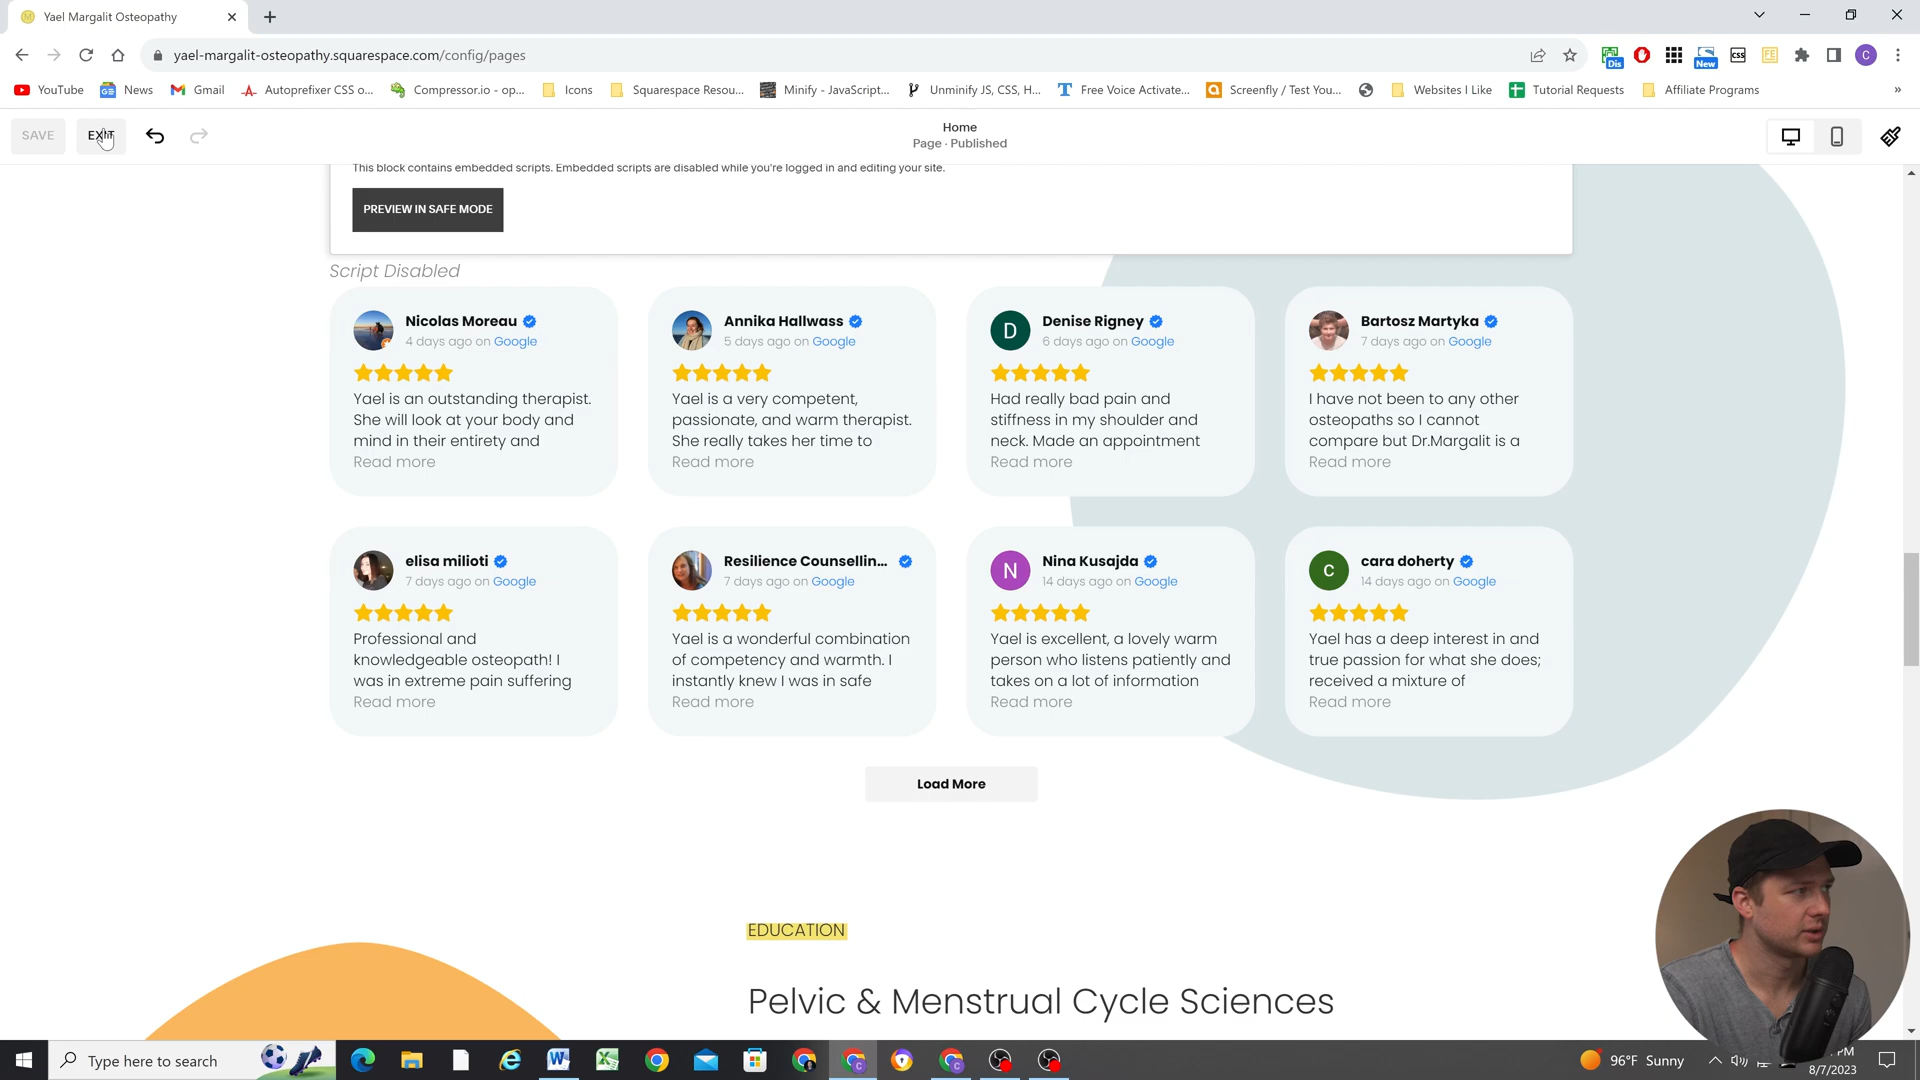 Yael Margalit Osteopathy
yael-margalit-osteopathy.squarespace.com/config/pages
Dis
New
CSS
FE
C
YouTube
News
Gmail
Autoprefixer CSS o...
Compressor.io - op...
Icons
Squarespace Resou...
Minify - JavaScript...
Unminify JS, CSS, H...
Free Voice Activate...
Screenfly / Test You...
Websites I Like
Tutorial Requests
Affiliate Programs
SAVE
EXIT
Home
Page · Published
This block contains embedded scripts. Embedded scripts are disabled while you're logged in and editing your site.
PREVIEW IN SAFE MODE
Script Disabled
Nicolas Moreau
4 days ago on Google
Yael is an outstanding therapist.
She will look at your body and
mind in their entirety and
Read more
Annika Hallwass
5 days ago on Google
Yael is a very competent,
passionate, and warm therapist.
She really takes her time to
Read more
D
Denise Rigney
6 days ago on Google
Had really bad pain and
stiffness in my shoulder and
neck. Made an appointment
Read more
Bartosz Martyka
7 days ago on Google
I have not been to any other
osteopaths so I cannot
compare but Dr.Margalit is a
Read more
elisa milioti
7 days ago on Google
Professional and
knowledgeable osteopath! I
was in extreme pain suffering
Read more
Resilience Counsellin...
7 days ago on Google
Yael is a wonderful combination
of competency and warmth. I
instantly knew I was in safe
Read more
N
Nina Kusajda
14 days ago on Google
Yael is excellent, a lovely warm
person who listens patiently and
takes on a lot of information
Read more
c
cara doherty
14 days ago on Google
Yael has a deep interest in and
true passion for what she does;
received a mixture of
Read more
Load More
EDUCATION
Pelvic & Menstrual Cycle Sciences
Type here to search
96°F Sunny
PM
8/7/2023